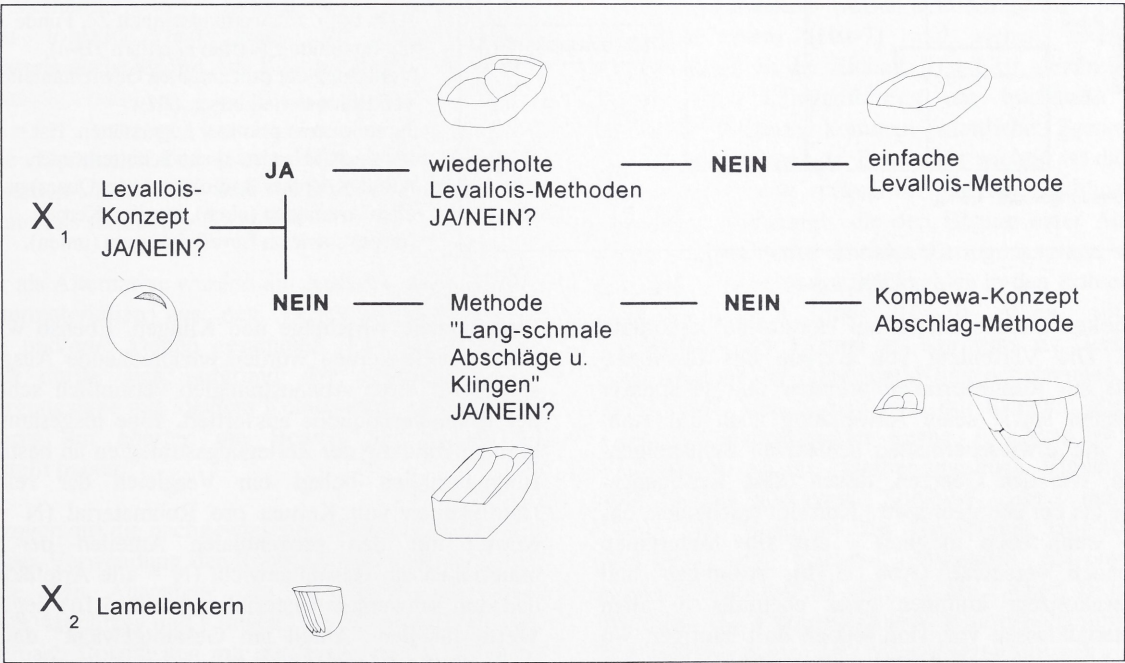 JA
wiederholte
Levallois-Methoden
JA/NEIN?
NEIN
einfache
Levallois-Methode
X1
Levallois-
Konzept
JA/NEIN?
NEIN
Methode
"Lang-schmale
Abschläge u.
Klingen"
JA/NEIN?
NEIN
Kombewa-Konzept
Abschlag-Methode
X2 Lamellenkern